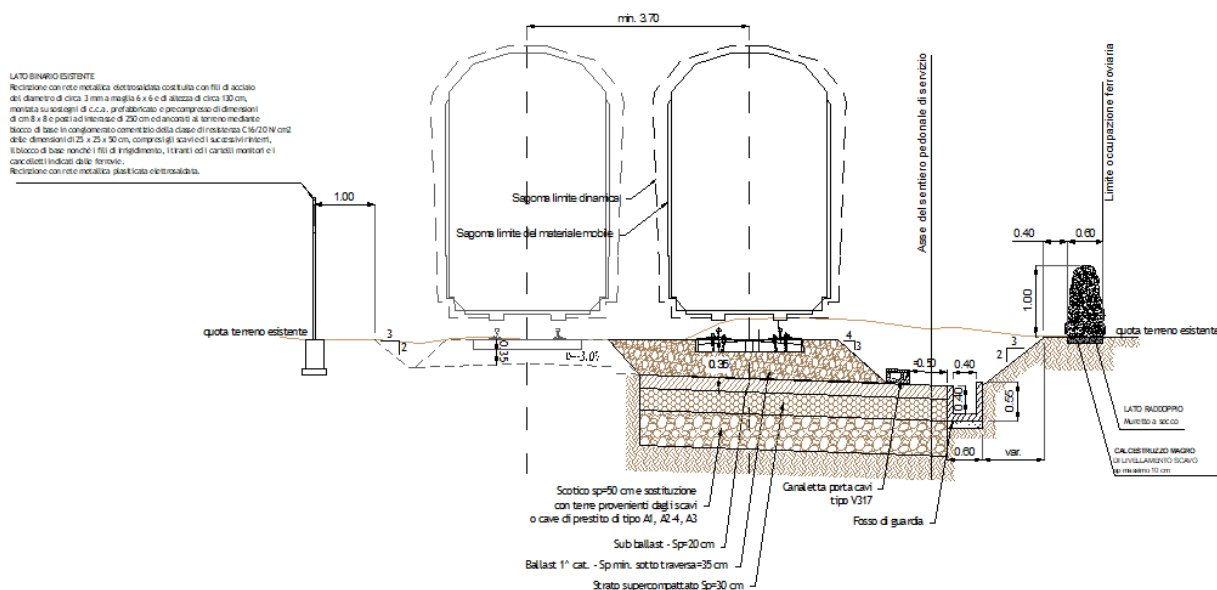 min. 3.70
LATO BINARIO ESISTENTE
Recinzione con rete metallica elettrosaldata costituita con fili di acciaio
del diametro di circa 3 mm a maglia 6 x 6 e di altezza di circa 130 cm,
montata su sostegni di c.c.a. prefabbricato e precompresso di dimensioni
di cm 8 x 8 e posti ad interasse di 250 cm ed ancorati al terreno mediante
blocco di base in conglomerato cementizio della classe di resistenza C16/20 N/cm2
delle dimensioni di 25 x 25 x 50 cm, compresi gli scavi ed i successivi rinterri,
il blocco di base nonchè i fili di irrigidimento, i tiranti ed i cartelli monitori e i
cancelletti indicati dalle ferrovie.
Recinzione con rete metallica plastificata elettrosaldata.
1.00
Sagoma limite dinamica
Sagoma limite del materiale mobile
Asse del sentiero pedonale di servizio
Limite occupazione ferroviaria
0.40
0.60
1.00
quota terreno esistente
quota terreno esistente
3
2
0.35
4
3
0.35
=0.50
0.40
3
2
0.40
0.55
0.60
var.
LATO RADDOPPIO
Muretto a secco
CALCESTRUZZO MAGRO
DI LIVELLAMENTO SCAVO
sp massimo 10 cm
Canaletta porta cavi
tipo V317
Fosso di guardia
Scotico sp=50 cm e sostituzione
con terre provenienti dagli scavi
o cave di prestito di tipo A1, A2-4, A3
Sub ballast - Sp=20 cm
Ballast 1^ cat. - Sp min. sotto traversa=35 cm
Strato supercompattato Sp=30 cm